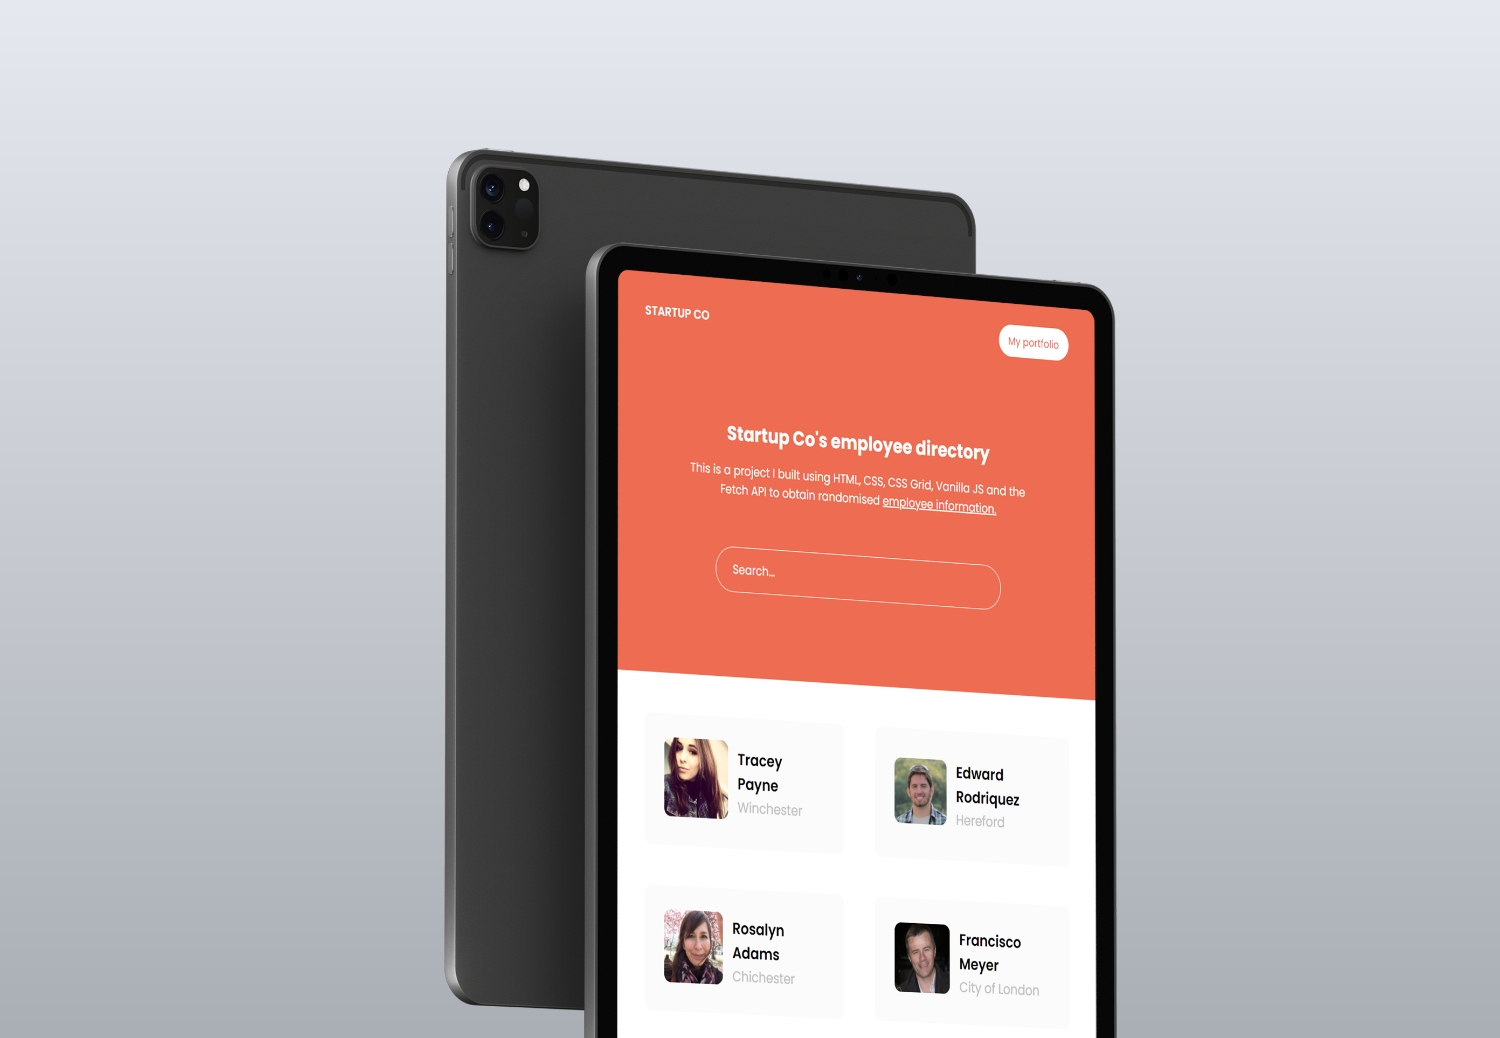 STARTUP CO
My portfolio
Startup Co's employee directory
This is a project I built using HTML, CSS, CSS Grid, Vanilla JS and the
Fetch API to obtain randomised employee information.
Search...
Tracey
Payne
Winchester
Edward
Rodriquez
Hereford
Rosalyn
Adams
Chichester
Francisco
Meyer
City of London